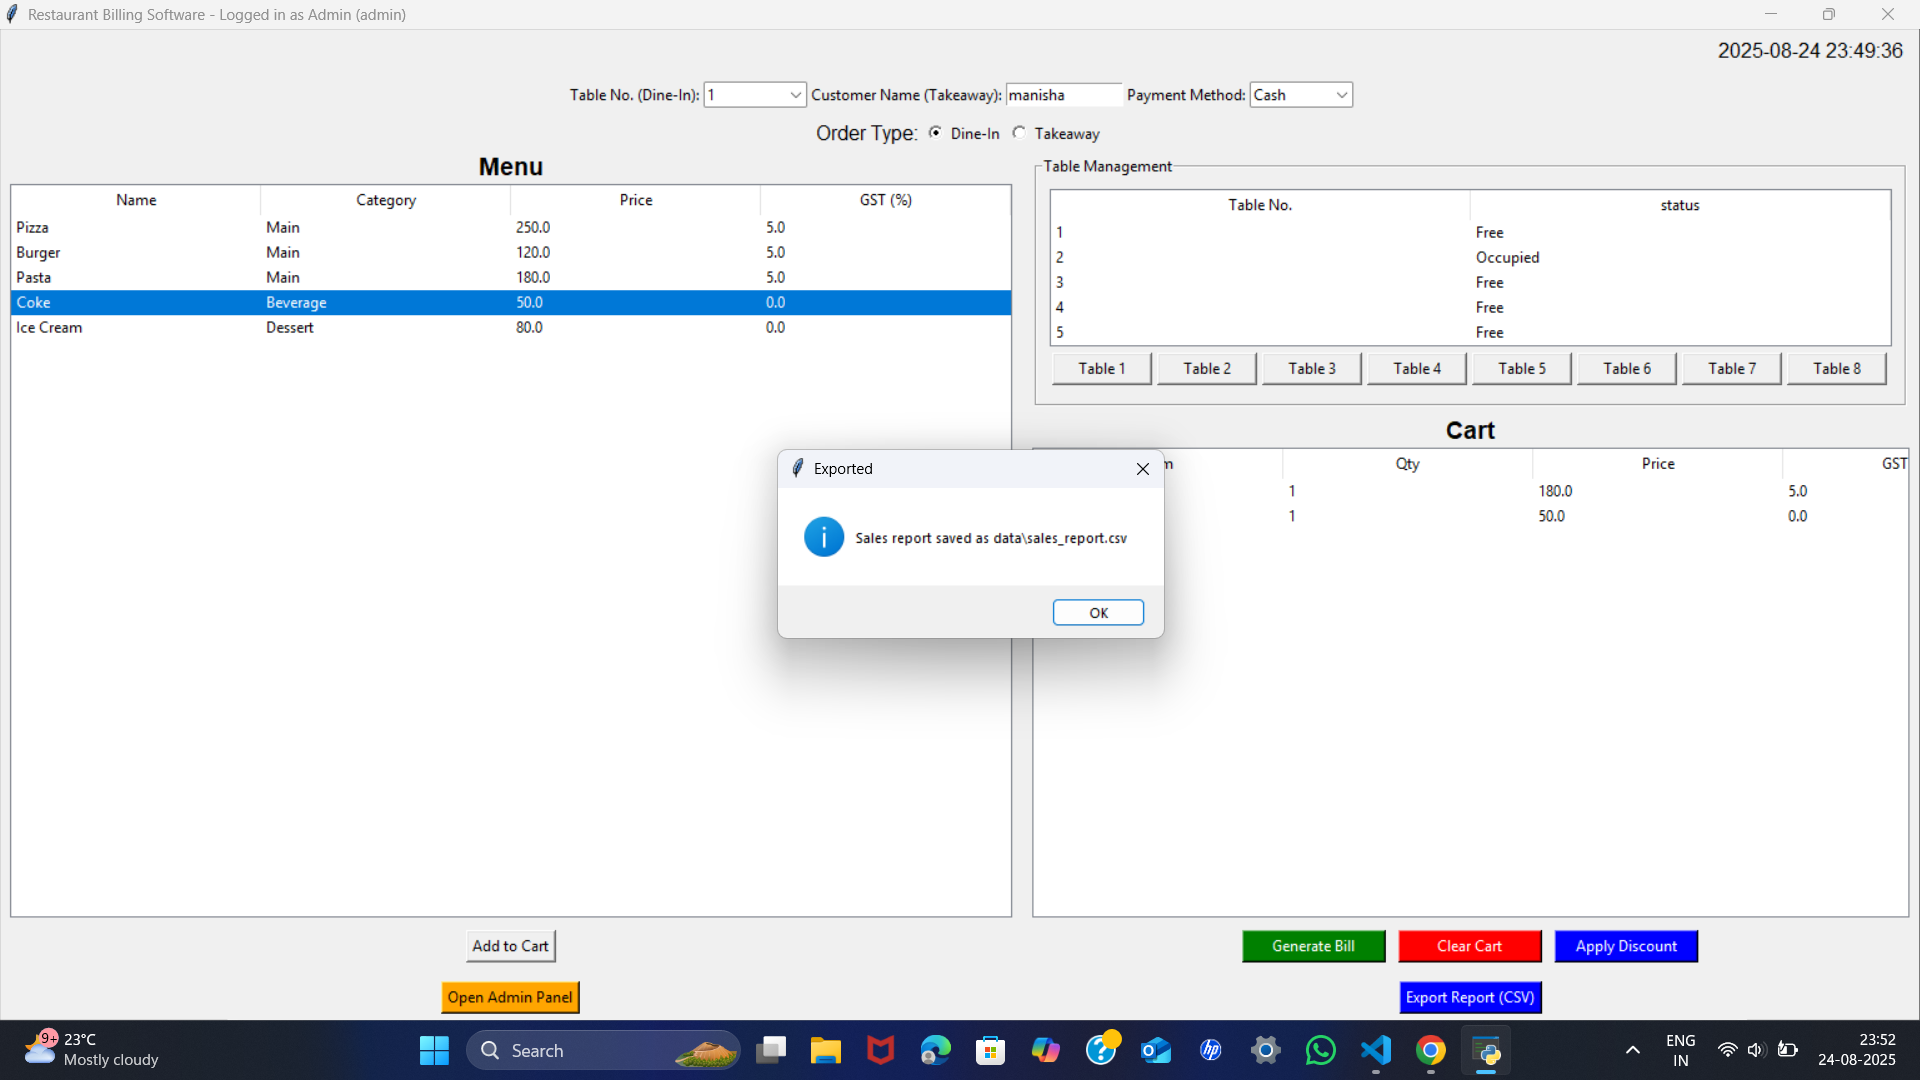 Restaurant Billing Software - Logged in as Admin (admin)
2025-08-24 23:49:36
Table No. (Dine-In): 1 Customer Name (Takeaway): manisha Payment Method: Cash
Order Type: Dine-In Takeaway
Menu
Name Category Price GST (%)
Pizza Main 250.0 5.0
Burger Main 120.0 5.0
Pasta Main 180.0 5.0
Coke Beverage 50.0 0.0
Ice Cream Dessert 80.0 0.0
Table Management
Table No. status
1 Free
2 Occupied
3 Free
4 Free
5 Free
Table 1 Table 2 Table 3 Table 4 Table 5 Table 6 Table 7 Table 8
Cart
Qty Price GST
1 180.0 5.0
1 50.0 0.0
Exported
Sales report saved as data\sales_report.csv
OK
Add to Cart
Generate Bill Clear Cart Apply Discount
Open Admin Panel
Export Report (CSV)
9+ 23°C
Mostly cloudy
Search
hp
ENG
IN
23:52
24-08-2025